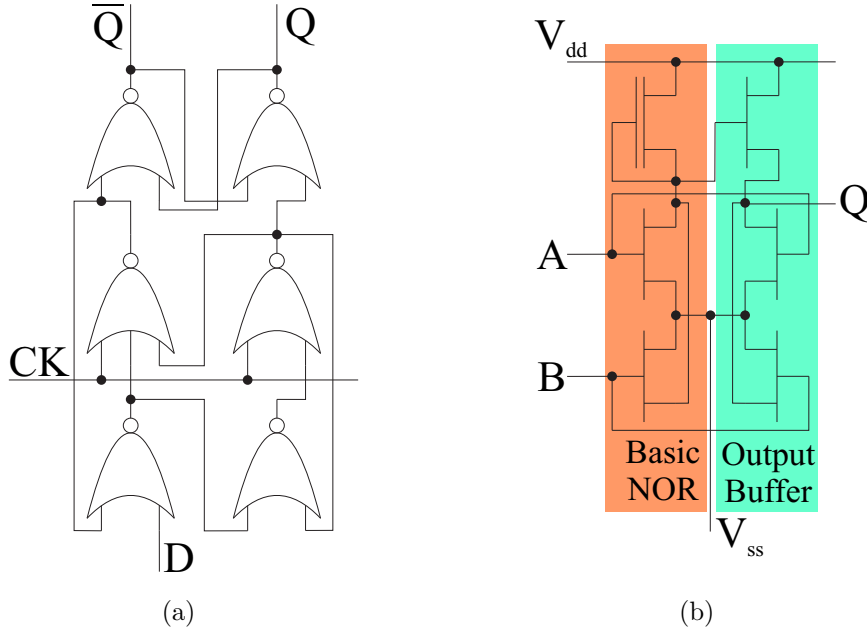 Q̅ Q
CK
D
(a)
V_dd
Q
A
B
Basic NOR
Output Buffer
V_ss
(b)